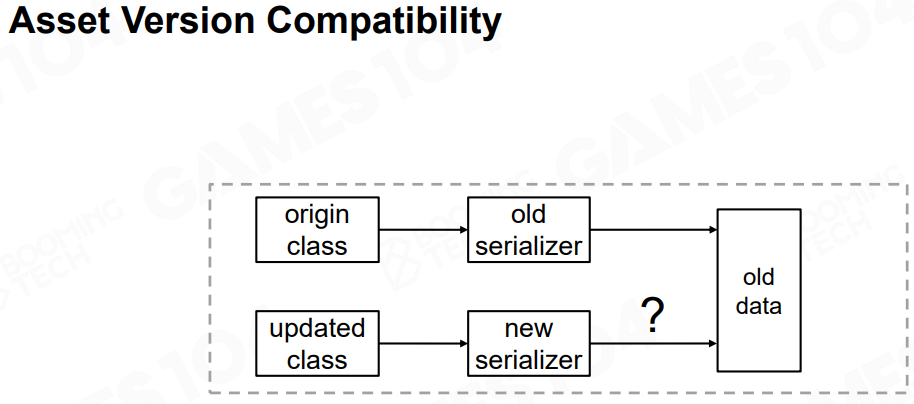 Asset Version Compatibility
origin
class
old
serializer
old
data
updated
class
?
new
serializer
GAMES104
BOOMING
TECH